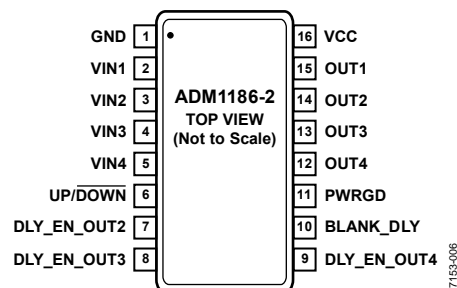 GND 1
VIN1 2
VIN2 3
VIN3 4
VIN4 5
UP/DOWN 6
DLY_EN_OUT2 7
DLY_EN_OUT3 8
ADM1186-2
TOP VIEW
(Not to Scale)
16 VCC
15 OUT1
14 OUT2
13 OUT3
12 OUT4
11 PWRGD
10 BLANK_DLY
9 DLY_EN_OUT4
7153-006